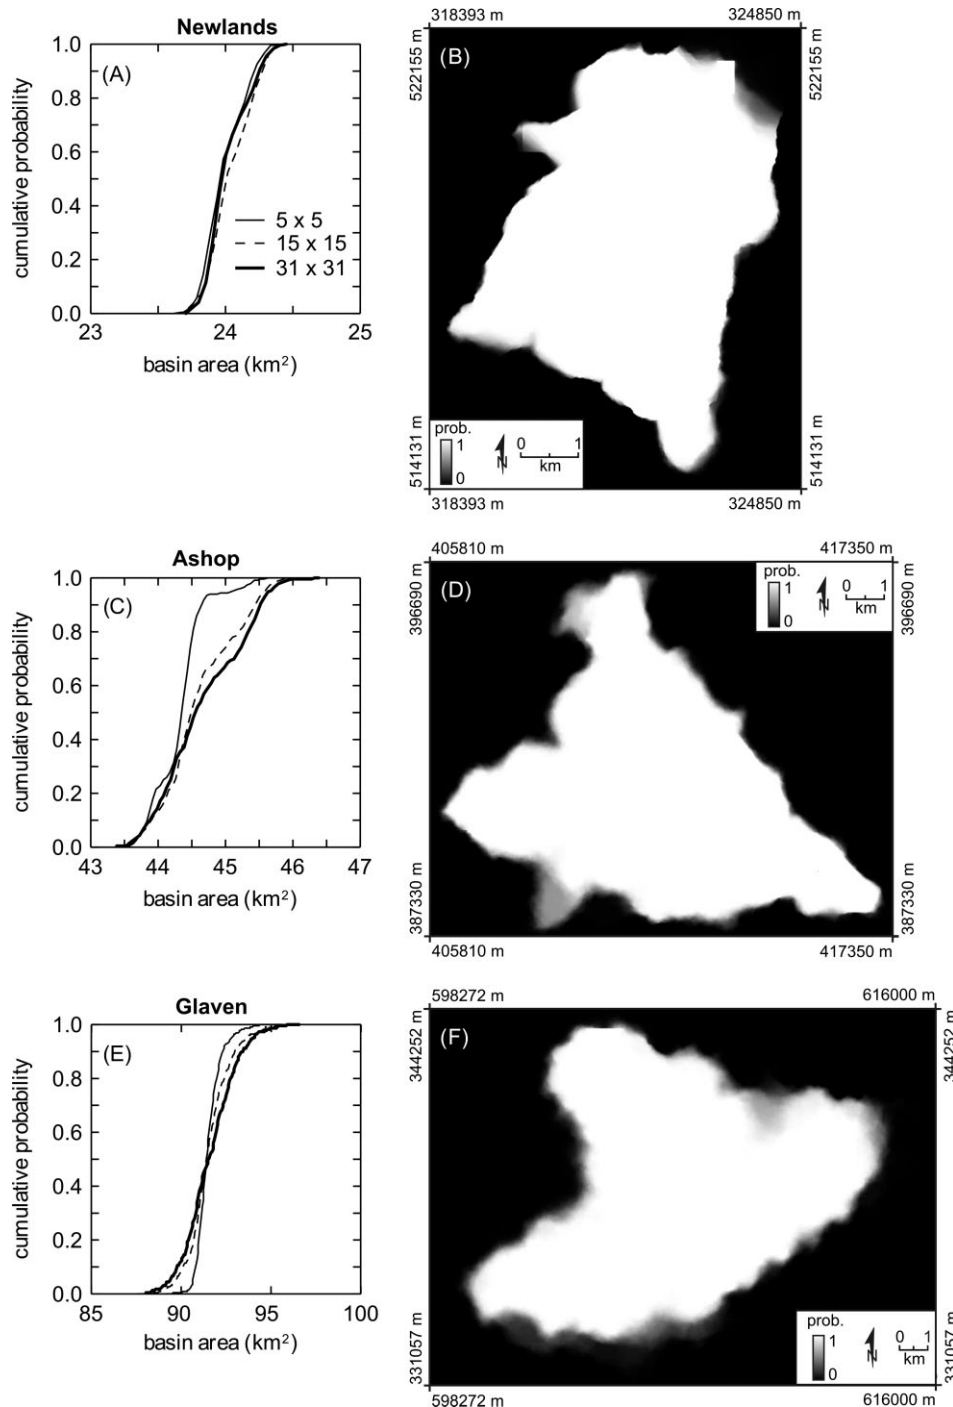 Newlands
(A)
1.0
0.8
0.6
0.4
0.2
0.0
cumulative probability
5 x 5
15 x 15
31 x 31
23
24
25
basin area (km²)
318393 m
324850 m
522155 m
522155 m
(B)
514131 m
514131 m
prob.
1
0
N
0 1
km
318393 m
324850 m
Ashop
(C)
1.0
0.8
0.6
0.4
0.2
0.0
cumulative probability
43
44
45
46
47
basin area (km²)
405810 m
417350 m
396690 m
396690 m
(D)
prob.
1
0
N
0 1
km
387330 m
387330 m
405810 m
417350 m
Glaven
(E)
1.0
0.8
0.6
0.4
0.2
0.0
cumulative probability
85
90
95
100
basin area (km²)
598272 m
616000 m
344252 m
344252 m
(F)
prob.
1
0
N
0 1
km
331057 m
331057 m
598272 m
616000 m